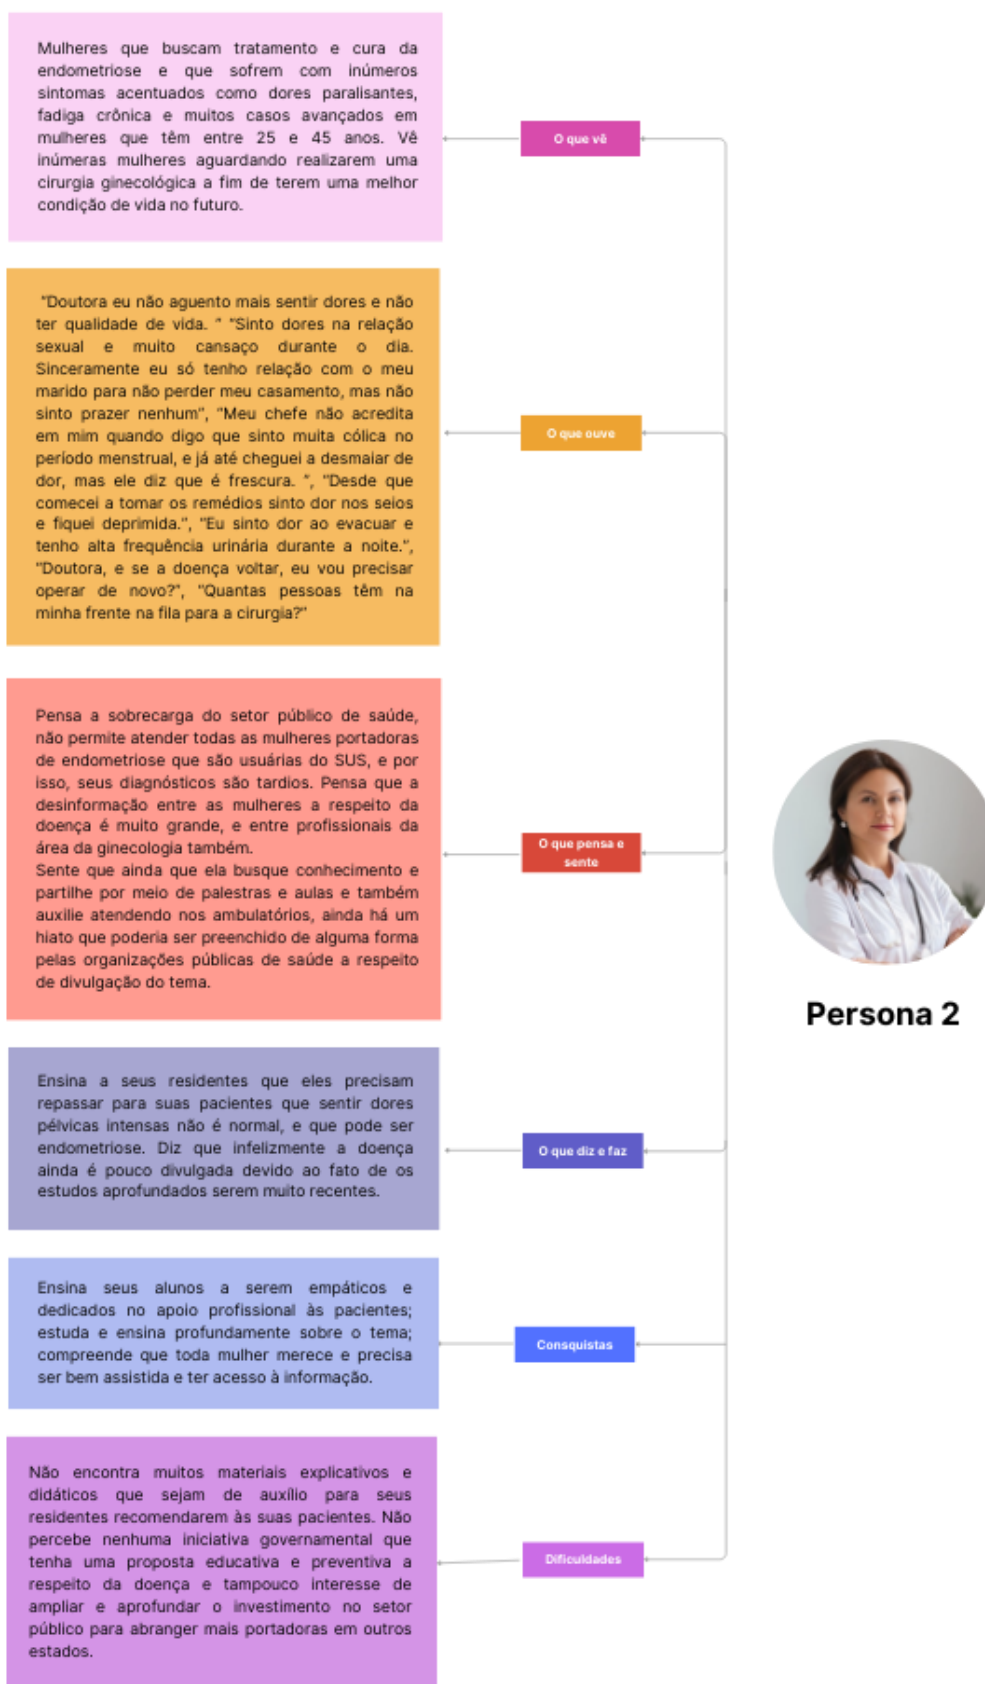 Mulheres que buscam tratamento e cura da
endometriose e que sofrem com inúmeros
sintomas acentuados como dores paralisantes,
fadiga crônica e muitos casos avançados em
mulheres que têm entre 25 e 45 anos. Vê
inúmeras mulheres aguardando realizarem uma
cirurgia ginecológica a fim de terem uma melhor
condição de vida no futuro.
O que vê
"Doutora eu não aguento mais sentir dores e não
ter qualidade de vida. " "Sinto dores na relação
sexual e muito cansaço durante o dia.
Sinceramente eu só tenho relação com o meu
marido para não perder meu casamento, mas não
sinto prazer nenhum", "Meu chefe não acredita
em mim quando digo que sinto muita cólica no
período menstrual, e já até cheguei a desmaiar de
dor, mas ele diz que é frescura. ", "Desde que
comecei a tomar os remédios sinto dor nos seios
e fiquei deprimida.", "Eu sinto dor ao evacuar e
tenho alta frequência urinária durante a noite.",
"Doutora, e se a doença voltar, eu vou precisar
operar de novo?", "Quantas pessoas têm na
minha frente na fila para a cirurgia?"
O que ouve
Pensa a sobrecarga do setor público de saúde,
não permite atender todas as mulheres portadoras
de endometriose que são usuárias do SUS, e por
isso, seus diagnósticos são tardios. Pensa que a
desinformação entre as mulheres a respeito da
doença é muito grande, e entre profissionais da
área da ginecologia também.
Sente que ainda que ela busque conhecimento e
partilhe por meio de palestras e aulas e também
auxilie atendendo nos ambulatórios, ainda há um
hiato que poderia ser preenchido de alguma forma
pelas organizações públicas de saúde a respeito
de divulgação do tema.
O que pensa e
sente
Persona 2
Ensina a seus residentes que eles precisam
repassar para suas pacientes que sentir dores
pélvicas intensas não é normal, e que pode ser
endometriose. Diz que infelizmente a doença
ainda é pouco divulgada devido ao fato de os
estudos aprofundados serem muito recentes.
O que diz e faz
Ensina seus alunos a serem empáticos e
dedicados no apoio profissional às pacientes;
estuda e ensina profundamente sobre o tema;
compreende que toda mulher merece e precisa
ser bem assistida e ter acesso à informação.
Consquistas
Não encontra muitos materiais explicativos e
didáticos que sejam de auxílio para seus
residentes recomendarem às suas pacientes. Não
percebe nenhuma iniciativa governamental que
tenha uma proposta educativa e preventiva a
respeito da doença e tampouco interesse de
ampliar e aprofundar o investimento no setor
público para abranger mais portadoras em outros
estados.
Dificuldades